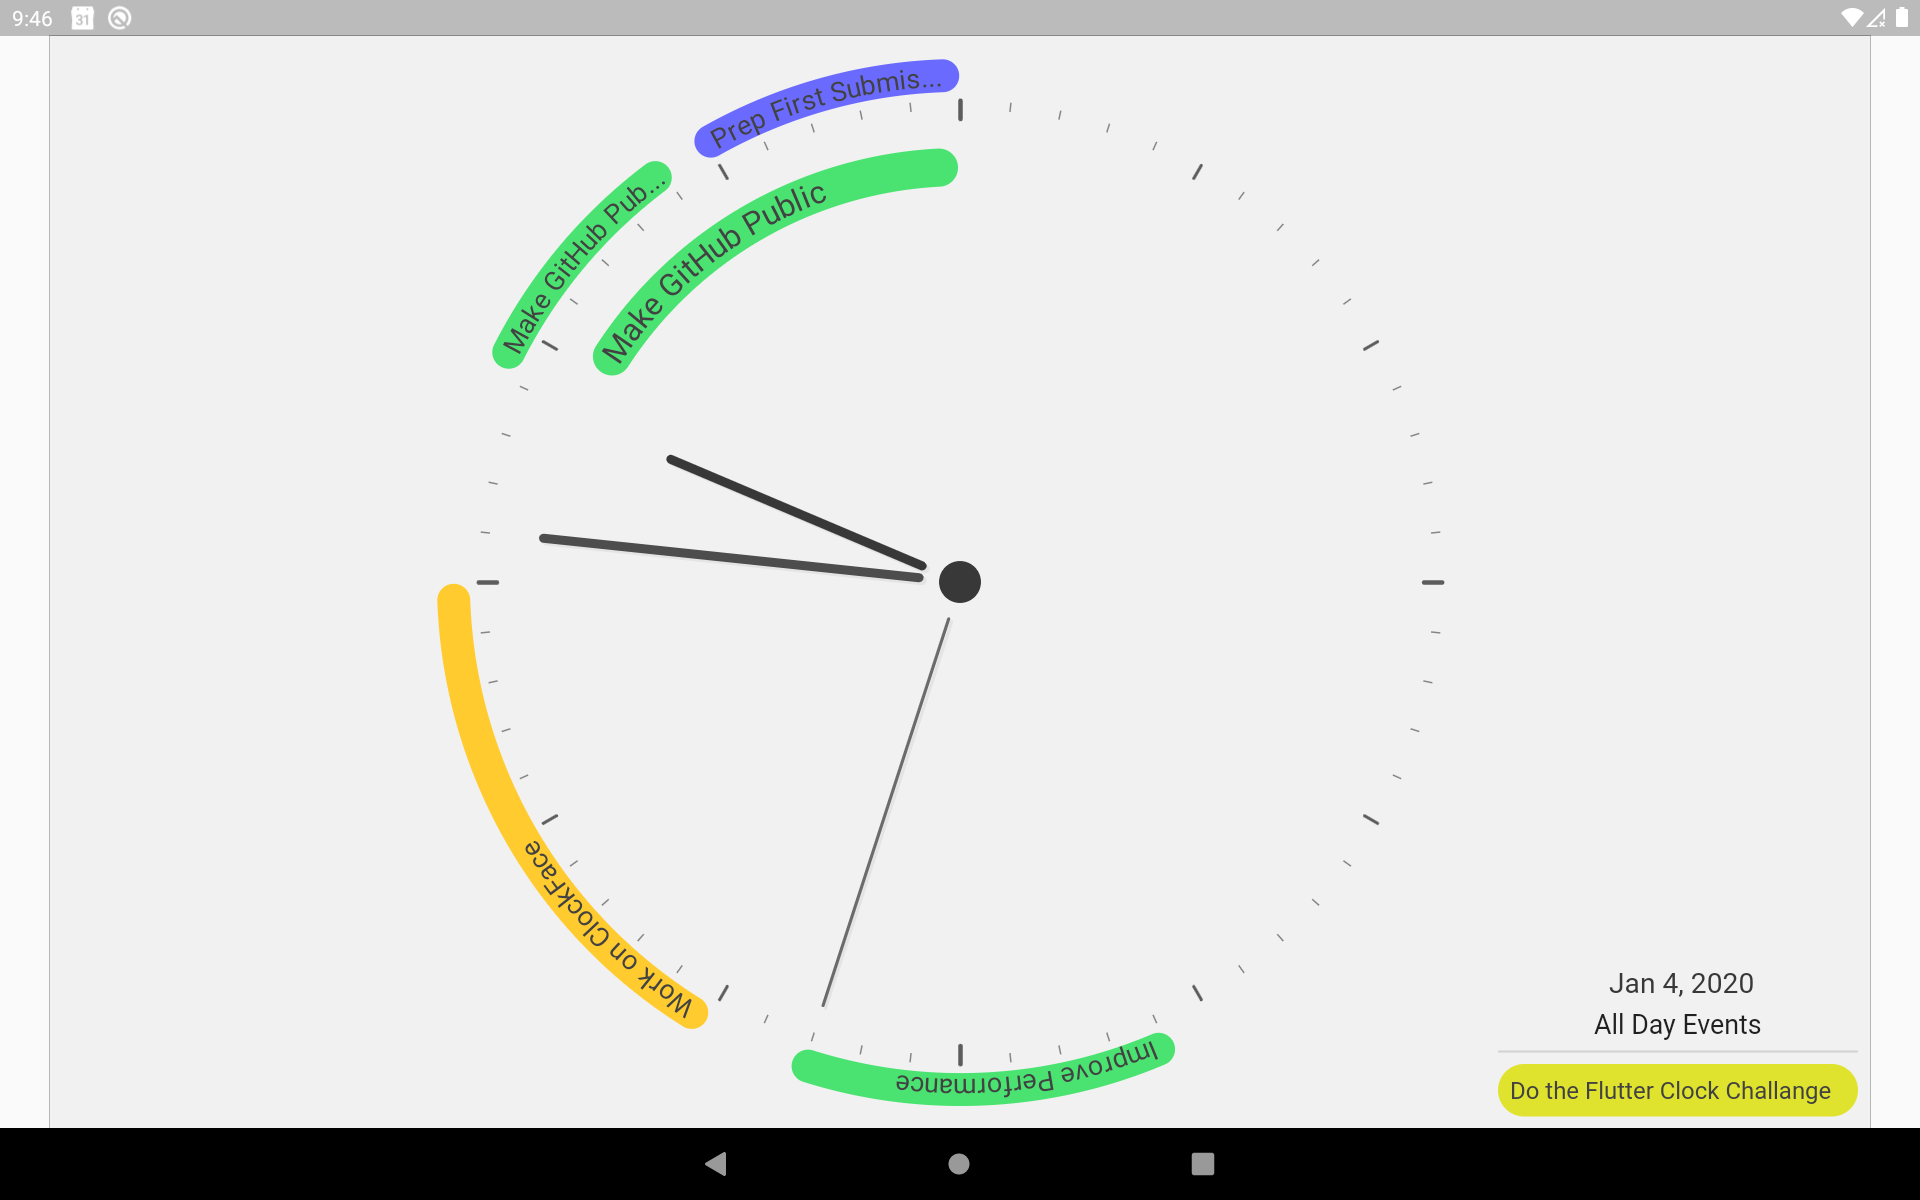 9:46
31
Prep First Submis...
Make GitHub Pub...
Make GitHub Public
Work on ClockFace
Improve Performance
Jan 4, 2020
All Day Events
Do the Flutter Clock Challange